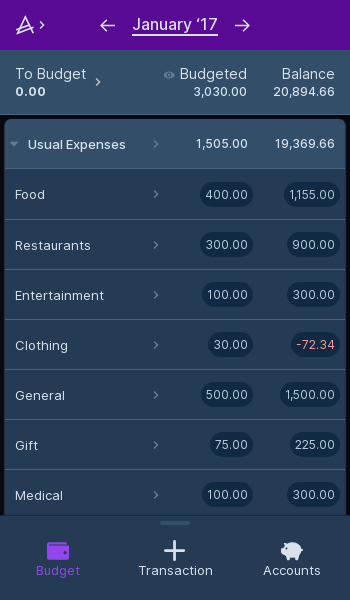 January ‘17
To Budget Budgeted Balance
0.00 3,030.00 20,894.66
Usual Expenses 1,505.00 19,369.66
Food 400.00 1,155.00
Restaurants 300.00 900.00
Entertainment 100.00 300.00
Clothing 30.00 -72.34
General 500.00 1,500.00
Gift 75.00 225.00
Medical 100.00 300.00
Budget Transaction Accounts